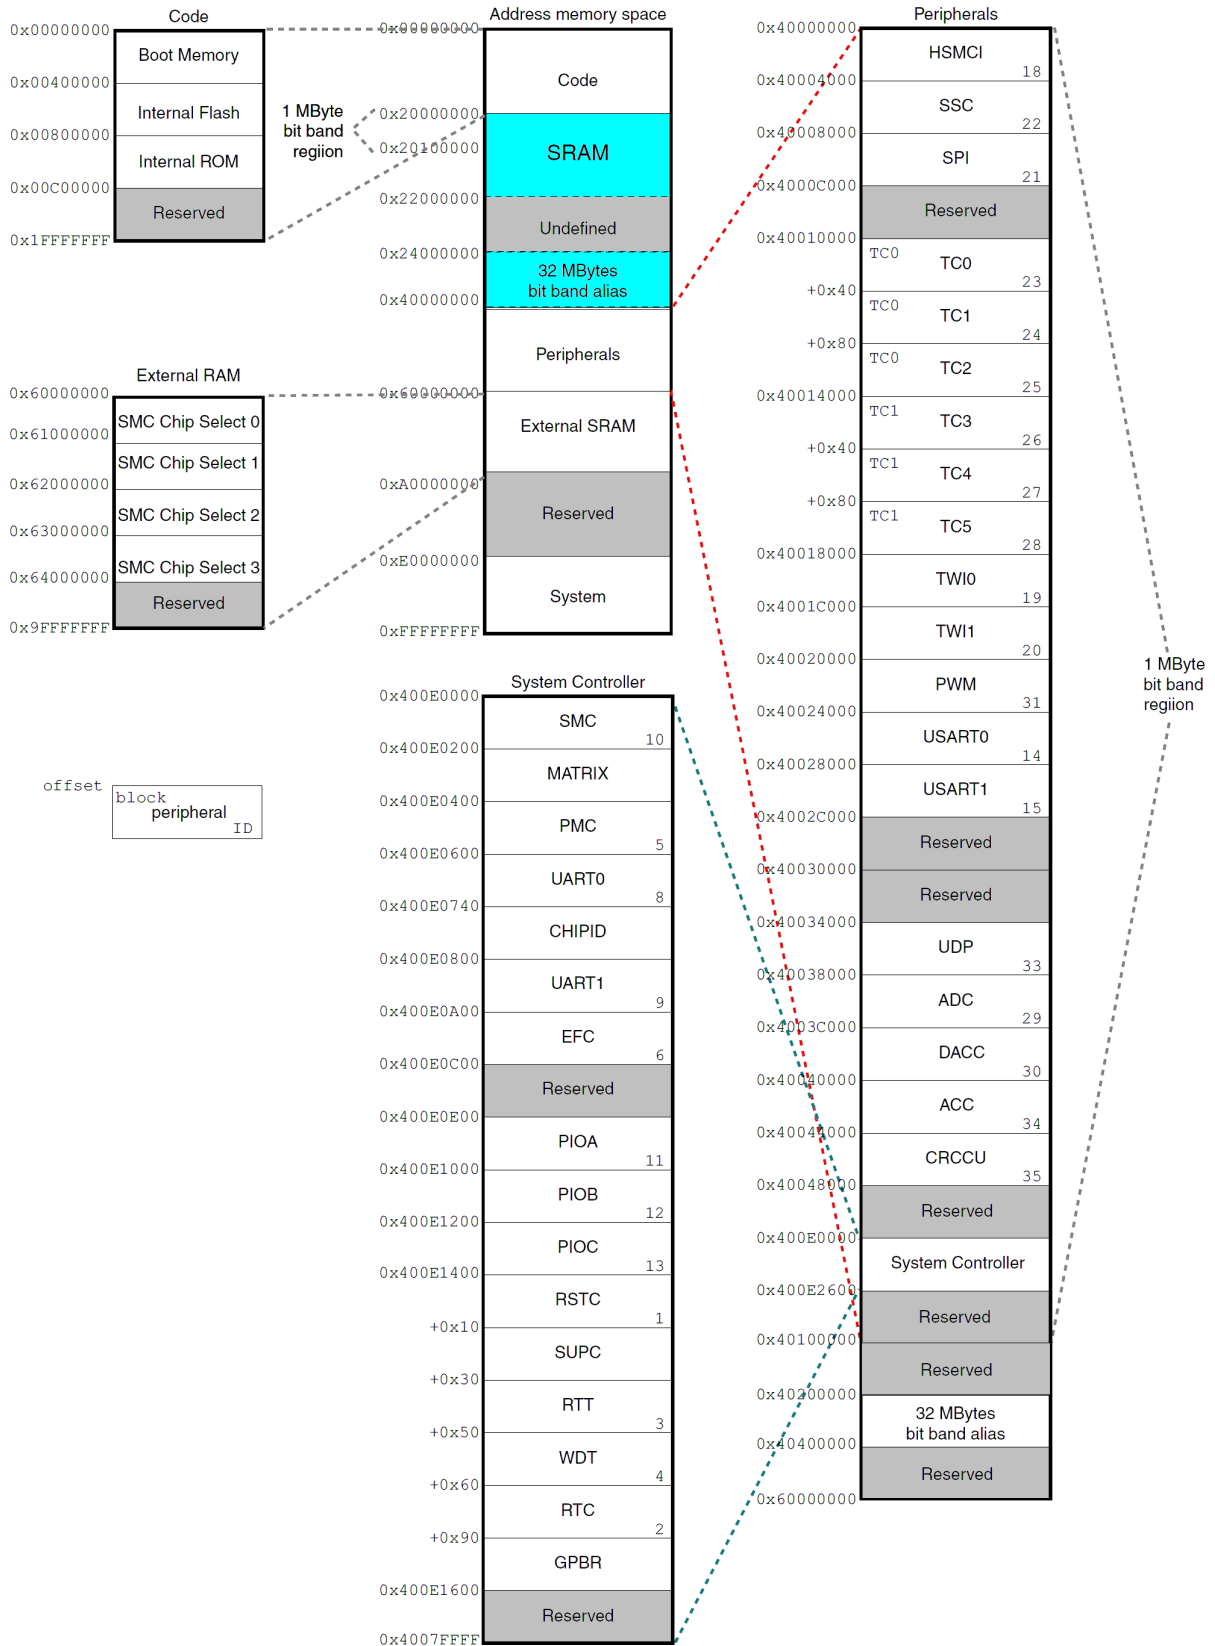 Code
0x00000000
Boot Memory
0x00400000
Internal Flash
0x00800000
Internal ROM
0x00C00000
Reserved
0x1FFFFFFF
1 MByte
bit band
regiion
Address memory space
0x00000000
Code
0x20000000
SRAM
0x20100000
0x22000000
Undefined
0x24000000
32 MBytes
bit band alias
0x40000000
Peripherals
0x60000000
External SRAM
0xA0000000
Reserved
0xE0000000
System
0xFFFFFFFF
External RAM
0x60000000
SMC Chip Select 0
0x61000000
SMC Chip Select 1
0x62000000
SMC Chip Select 2
0x63000000
SMC Chip Select 3
0x64000000
Reserved
0x9FFFFFFF
offset
block
peripheral
ID
System Controller
0x400E0000
SMC
10
0x400E0200
MATRIX
0x400E0400
PMC
5
0x400E0600
UART0
8
0x400E0740
CHIPID
0x400E0800
UART1
9
0x400E0A00
EFC
6
0x400E0C00
Reserved
0x400E0E00
PIOA
11
0x400E1000
PIOB
12
0x400E1200
PIOC
13
0x400E1400
RSTC
1
+0x10
SUPC
+0x30
RTT
3
+0x50
WDT
4
+0x60
RTC
2
+0x90
GPBR
0x400E1600
Reserved
0x4007FFFF
Peripherals
0x40000000
HSMCI
18
0x40004000
SSC
22
0x40008000
SPI
21
0x4000C000
Reserved
0x40010000
TC0
TC0
23
+0x40
TC0
TC1
24
+0x80
TC0
TC2
25
0x40014000
TC1
TC3
26
+0x40
TC1
TC4
27
+0x80
TC1
TC5
28
0x40018000
TWI0
19
0x4001C000
TWI1
20
0x40020000
PWM
31
0x40024000
USART0
14
0x40028000
USART1
15
0x4002C000
Reserved
0x40030000
Reserved
0x40034000
UDP
33
0x40038000
ADC
29
0x4003C000
DACC
30
0x40040000
ACC
34
0x40044000
CRCCU
35
0x40048000
Reserved
0x400E0000
System Controller
0x400E2600
Reserved
0x40100000
Reserved
0x40200000
32 MBytes
bit band alias
0x40400000
Reserved
0x60000000
1 MByte
bit band
regiion